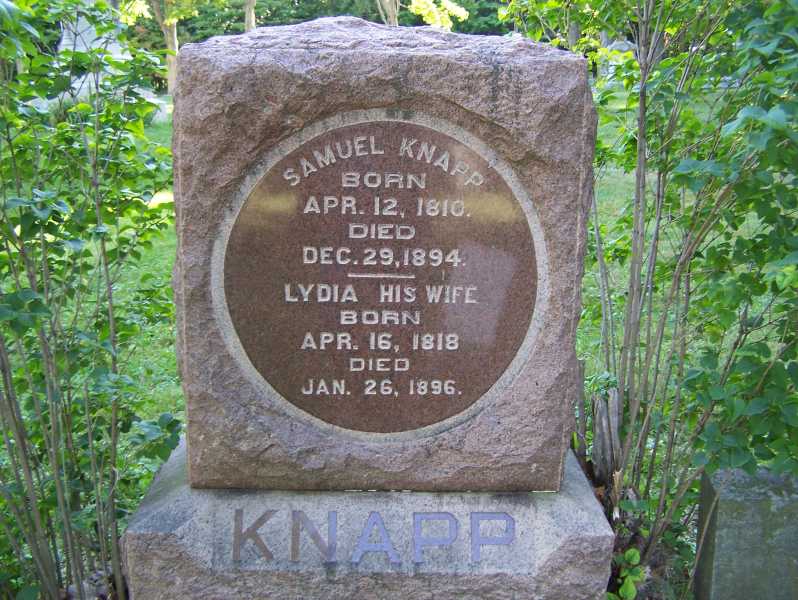 SAMUEL KNAPP
BORN
APR. 12, 1810.
DIED
DEC. 29, 1894.
LYDIA HIS WIFE
BORN
APR. 16, 1818
DIED
JAN. 26, 1896.
KNAPP